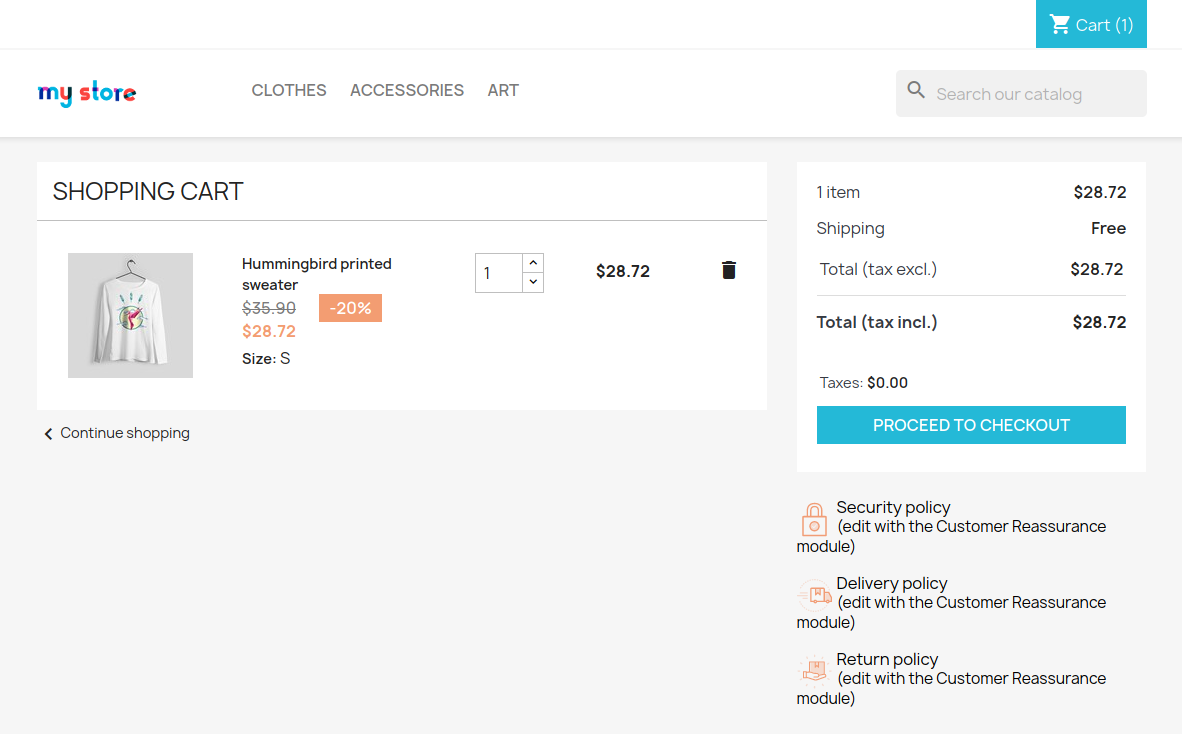 Cart (1)
my store
CLOTHES ACCESSORIES ART
Search our catalog
SHOPPING CART
Hummingbird printed
sweater
$35.90 -20%
$28.72
Size: S
1
$28.72
Continue shopping
1 item $28.72
Shipping Free
Total (tax excl.) $28.72
Total (tax incl.) $28.72
Taxes: $0.00
PROCEED TO CHECKOUT
Security policy
(edit with the Customer Reassurance
module)
Delivery policy
(edit with the Customer Reassurance
module)
Return policy
(edit with the Customer Reassurance
module)